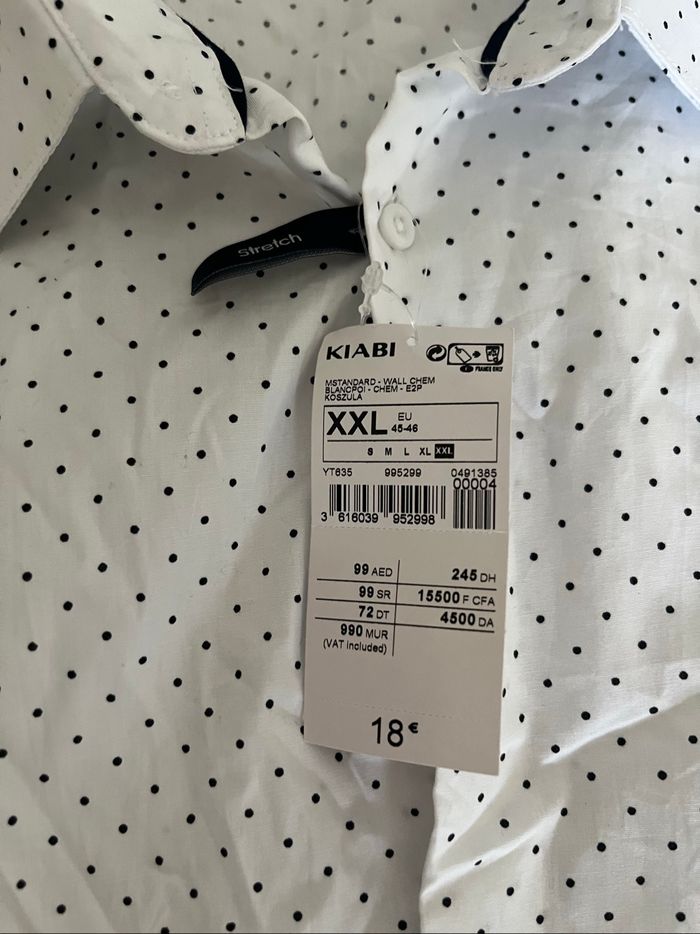 Stretch
KIABI
FRANCE ONLY
MSTANDARD - WALL CHEM
BLANCPOI - CHEM - E2P
KOSZULA
XXL EU 45-46
S M L XL XXL
YT635 995299 0491385
00004
3 616039 952998
99 AED 245 DH
99 SR 15500 F CFA
72 DT 4500 DA
990 MUR
(VAT included)
18€